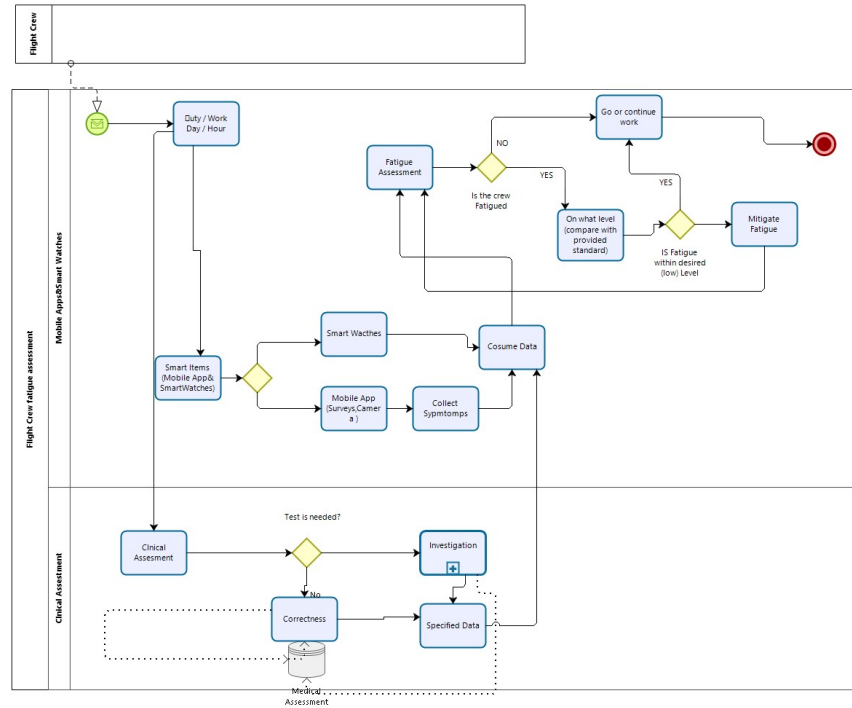 Flight Crew
Flight Crew fatigue assessment
Mobile Apps&Smart Watches
Duty / Work
Day / Hour
Go or continue
work
Fatigue
Assessment
NO
YES
Is the crew
Fatigued
On what level
(compare with
provided
standard)
YES
IS Fatigue
within desired
(low) Level
Mitigate
Fatigue
Smart Wacthes
Cosume Data
Smart Items
(Mobile App&
SmartWatches)
Mobile App
(Surveys,Camer
a )
Collect
Sypmtomps
Clinical Assestment
Test is needed?
Clnical
Assesment
Investigation
No
Correctness
Specified Data
Medical
Assessment